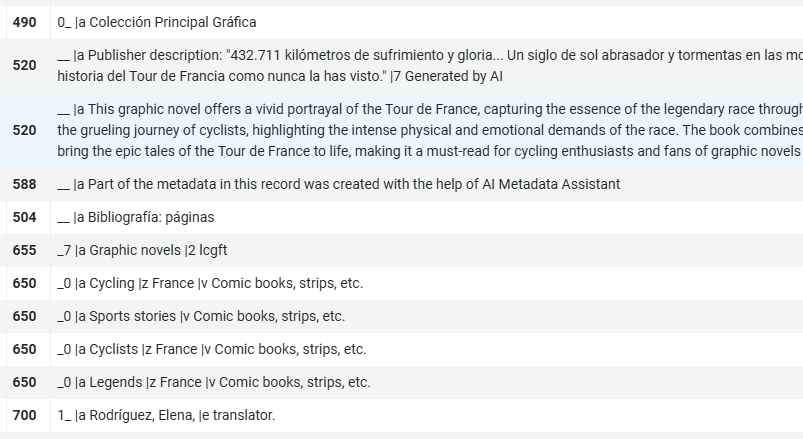 490 0_ |a Colección Principal Gráfica
520 __ |a Publisher description: "432.711 kilómetros de sufrimiento y gloria... Un siglo de sol abrasador y tormentas en las
historia del Tour de Francia como nunca la has visto." |7 Generated by AI
520 __ |a This graphic novel offers a vivid portrayal of the Tour de France, capturing the essence of the legendary race
the grueling journey of cyclists, highlighting the intense physical and emotional demands of the race. The book combines
bring the epic tales of the Tour de France to life, making it a must-read for cycling enthusiasts and fans of graphic novels
588 __ |a Part of the metadata in this record was created with the help of AI Metadata Assistant
504 __ |a Bibliografía: páginas
655 _7 |a Graphic novels |2 lcgft
650 _0 |a Cycling |z France |v Comic books, strips, etc.
650 _0 |a Sports stories |v Comic books, strips, etc.
650 _0 |a Cyclists |z France |v Comic books, strips, etc.
650 _0 |a Legends |z France |v Comic books, strips, etc.
700 1_ |a Rodríguez, Elena, |e translator.